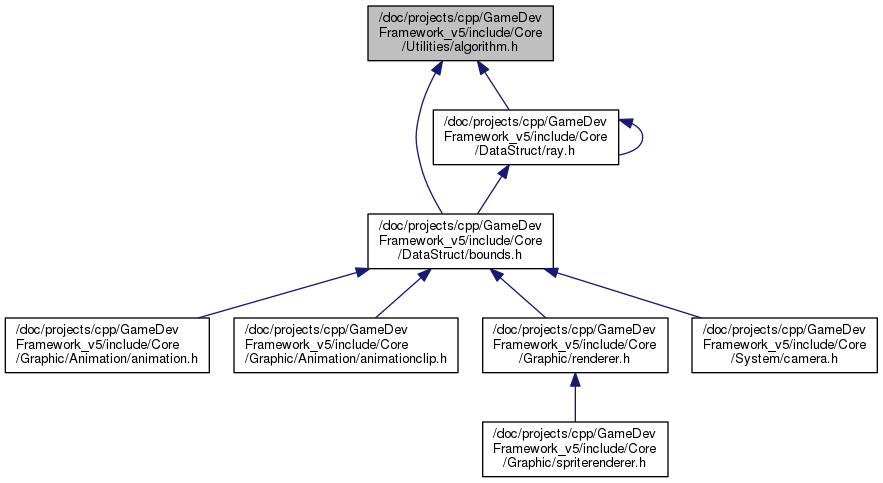 /doc/projects/cpp/GameDev
Framework_v5/include/Core
/Utilities/algorithm.h
/doc/projects/cpp/GameDev
Framework_v5/include/Core
/DataStruct/ray.h
/doc/projects/cpp/GameDev
Framework_v5/include/Core
/DataStruct/bounds.h
/doc/projects/cpp/GameDev
Framework_v5/include/Core
/Graphic/Animation/animation.h
/doc/projects/cpp/GameDev
Framework_v5/include/Core
/Graphic/Animation/animationclip.h
/doc/projects/cpp/GameDev
Framework_v5/include/Core
/Graphic/renderer.h
/doc/projects/cpp/GameDev
Framework_v5/include/Core
/System/camera.h
/doc/projects/cpp/GameDev
Framework_v5/include/Core
/Graphic/spriterenderer.h